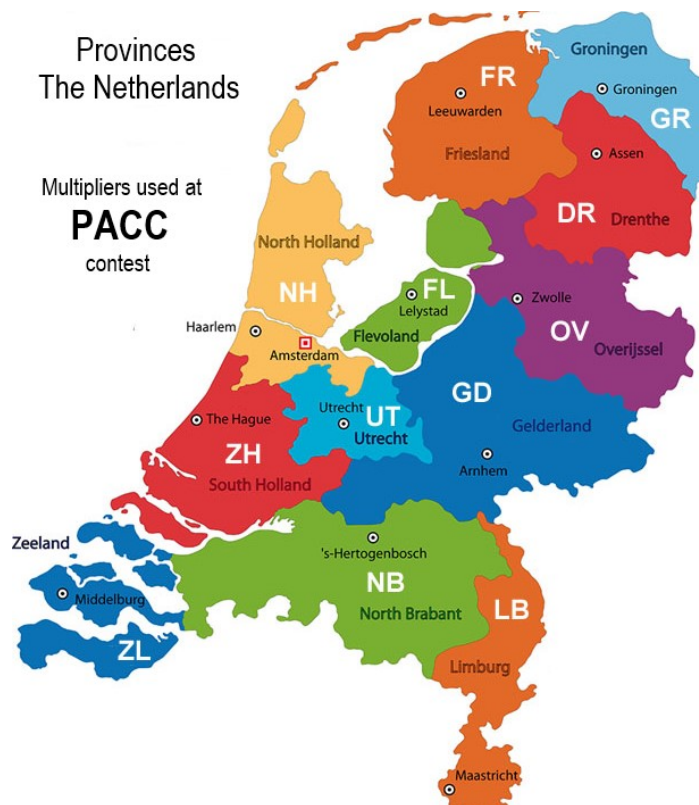 Provinces
The Netherlands
Multipliers used at
PACC
contest
Groningen
FR
Groningen
Leeuwarden
GR
Friesland
Assen
DR
Drenthe
North Holland
NH
FL
Lelystad
Zwolle
Haarlem
Flevoland
OV
Overijssel
Amsterdam
GD
Utrecht
UT
The Hague
Utrecht
Gelderland
ZH
Arnhem
South Holland
Zeeland
's-Hertogenbosch
NB
Middelburg
North Brabant
LB
ZL
Limburg
Maastricht